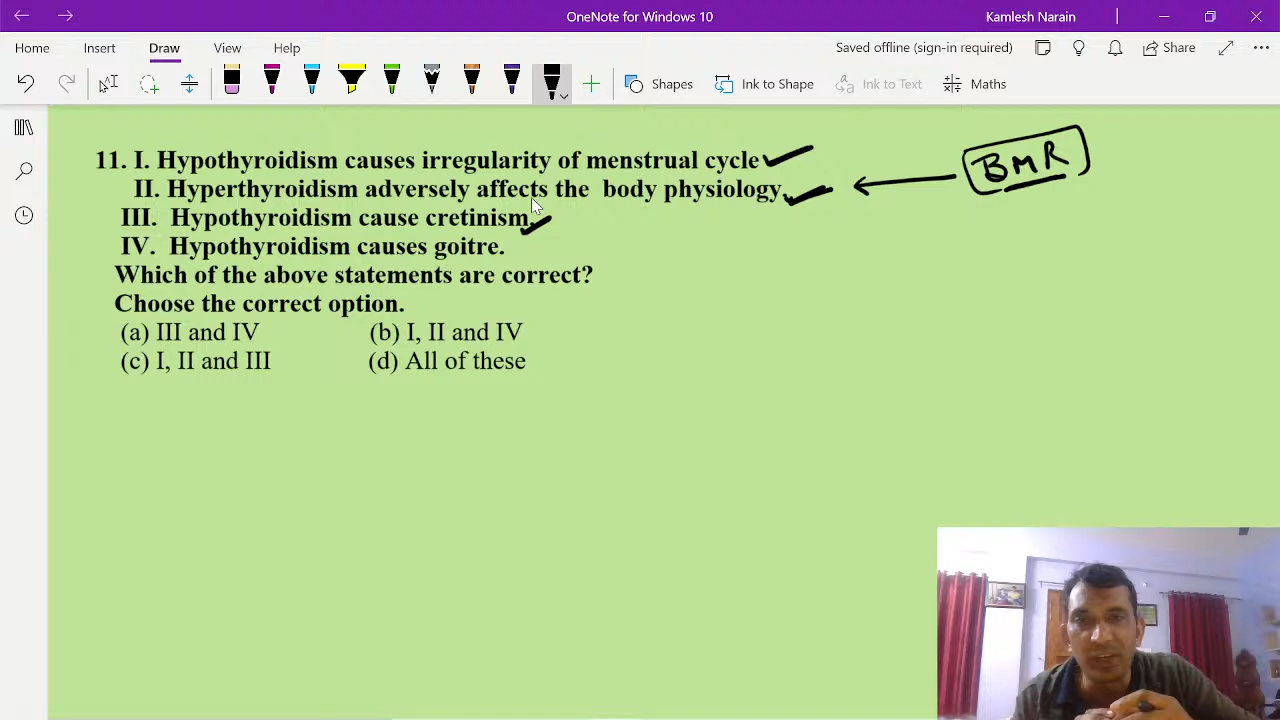 OneNote for Windows 10
Kamlesh Narain
Home Insert Draw View Help
Saved offline (sign-in required)
Share
Shapes
Ink to Shape
Ink to Text
Maths
11. I. Hypothyroidism causes irregularity of menstrual cycle
BMR
II. Hyperthyroidism adversely affects the body physiology.
III. Hypothyroidism cause cretinism.
IV. Hypothyroidism causes goitre.
Which of the above statements are correct?
Choose the correct option.
(a) III and IV (b) I, II and IV
(c) I, II and III (d) All of these